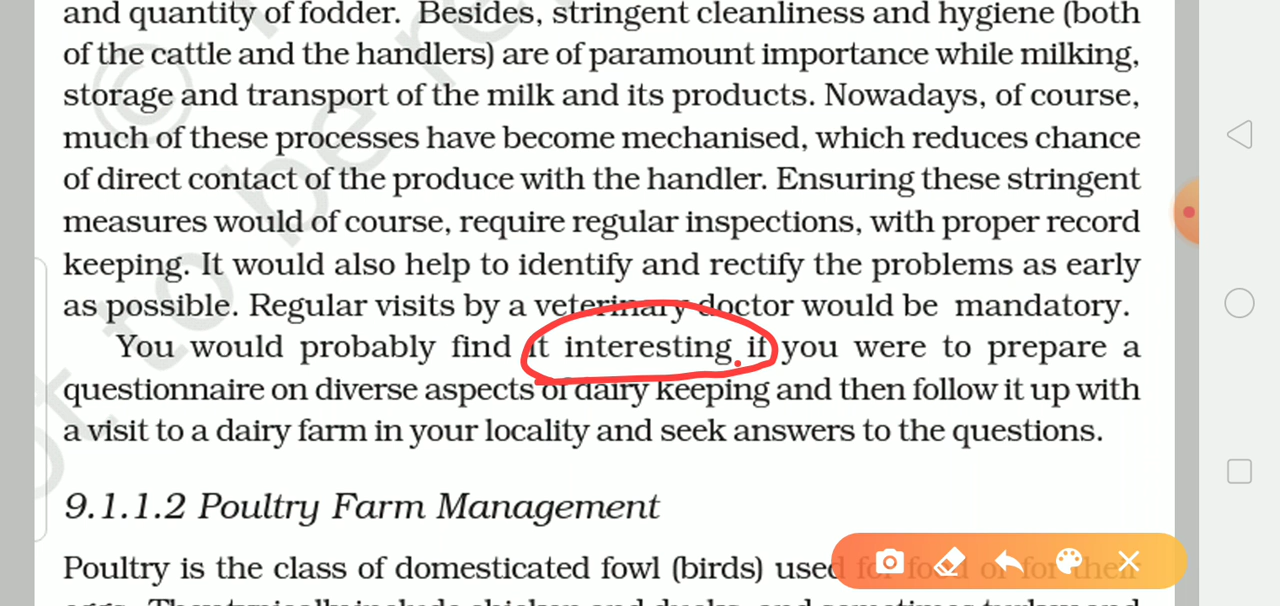 and quantity of fodder. Besides, stringent cleanliness and hygiene (both
of the cattle and the handlers) are of paramount importance while milking,
storage and transport of the milk and its products. Nowadays, of course,
much of these processes have become mechanised, which reduces chance
of direct contact of the produce with the handler. Ensuring these stringent
measures would of course, require regular inspections, with proper record
keeping. It would also help to identify and rectify the problems as early
as possible. Regular visits by a veterinary doctor would be mandatory.
You would probably find it interesting if you were to prepare a
questionnaire on diverse aspects of dairy keeping and then follow it up with
a visit to a dairy farm in your locality and seek answers to the questions.
9.1.1.2 Poultry Farm Management
Poultry is the class of domesticated fowl (birds) used for food or for their